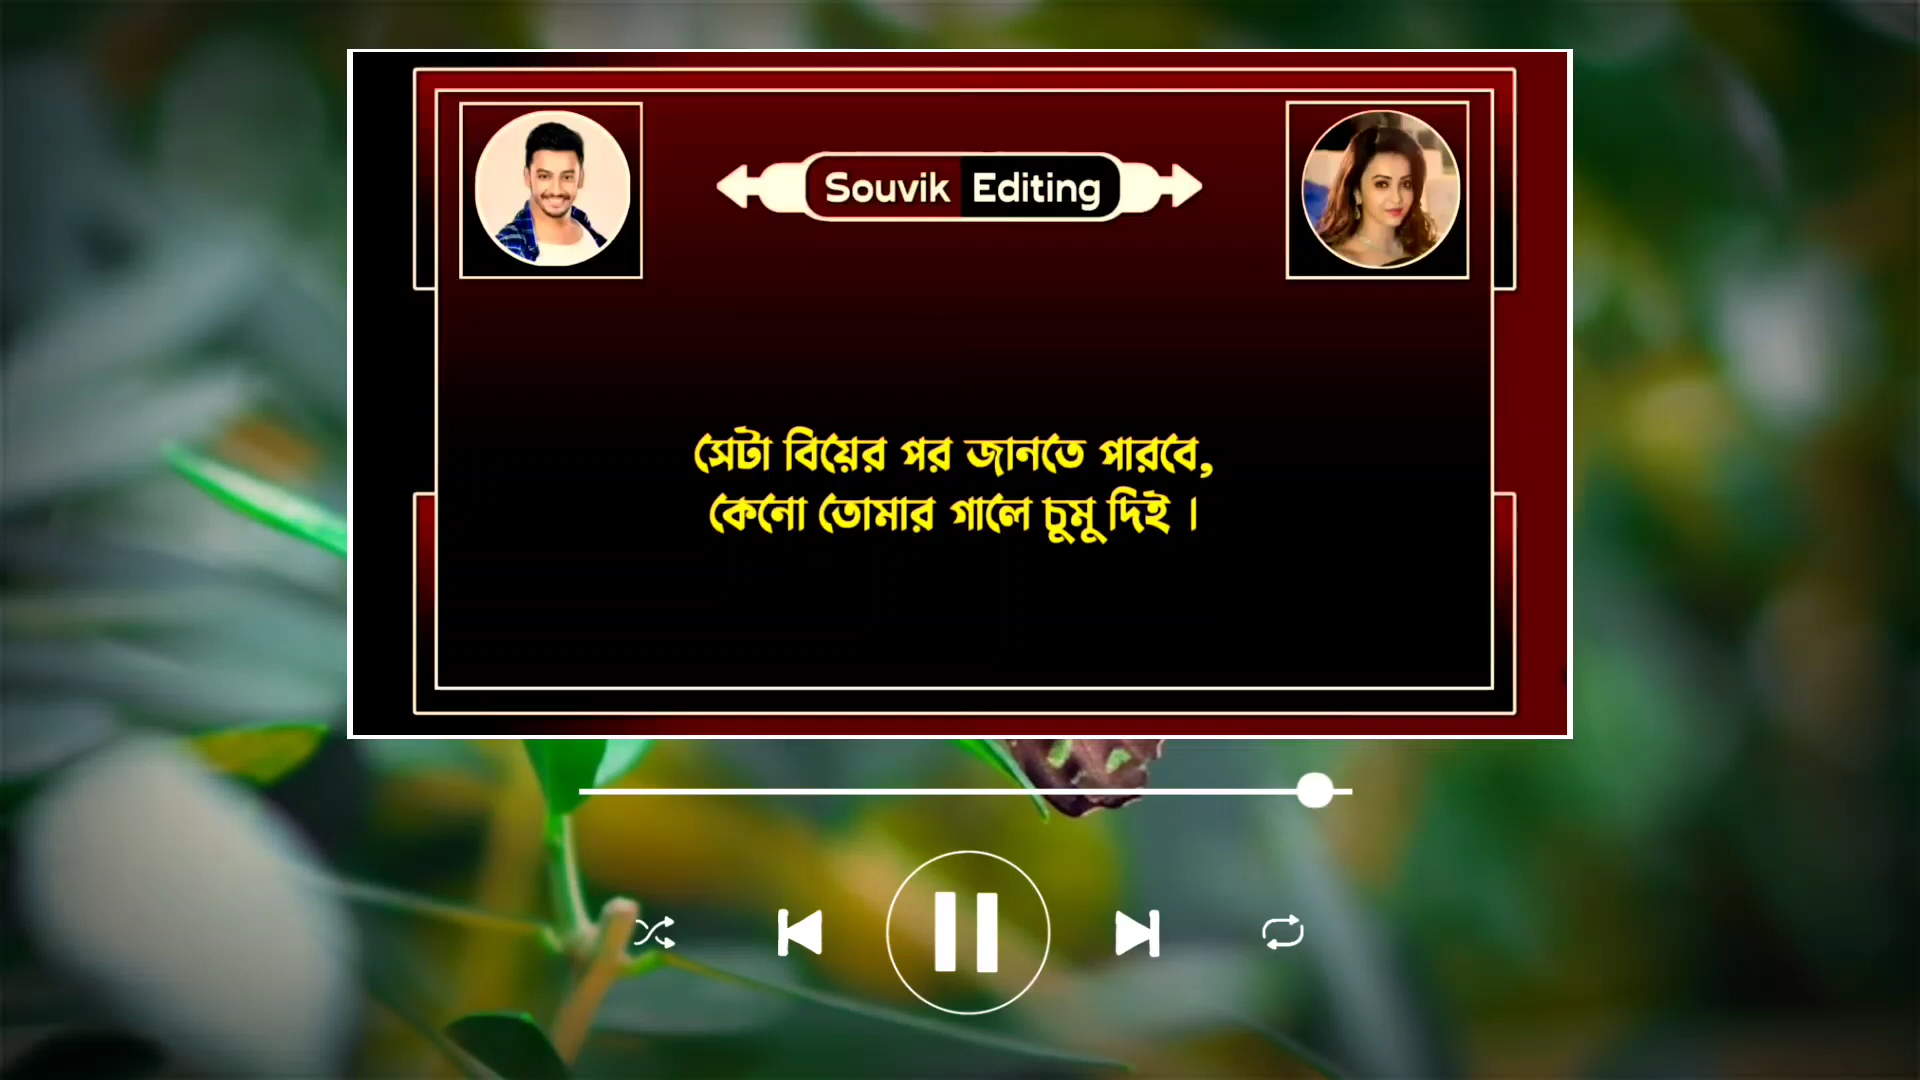 Souvik Editing
সেটা বিয়ের পর জানতে পারবে,
কেনো তোমার গালে চুমু দিই ।